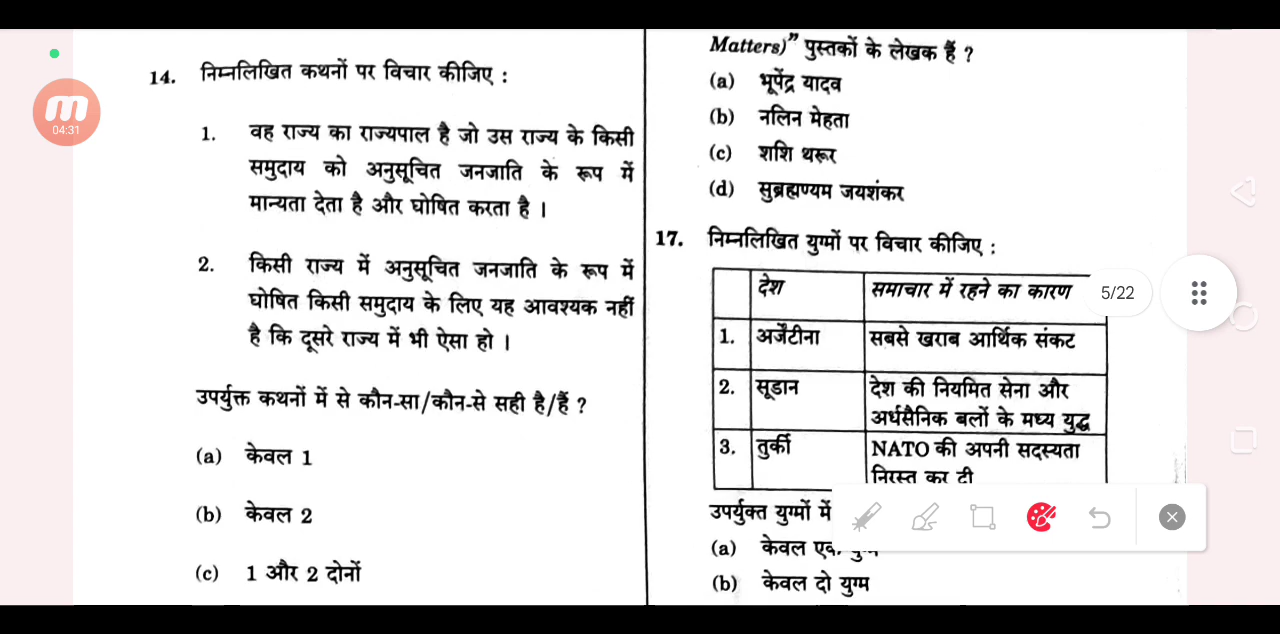 14. निम्नलिखित कथनों पर विचार कीजिए :
1. वह राज्य का राज्यपाल है जो उस राज्य के किसी
समुदाय को अनुसूचित जनजाति के रूप में
मान्यता देता है और घोषित करता है ।
2. किसी राज्य में अनुसूचित जनजाति के रूप में
घोषित किसी समुदाय के लिए यह आवश्यक नहीं
है कि दूसरे राज्य में भी ऐसा हो ।
उपर्युक्त कथनों में से कौन-सा/कौन-से सही है/हैं ?
(a) केवल 1
(b) केवल 2
(c) 1 और 2 दोनों
Matters)” पुस्तकों के लेखक हैं ?
(a) भूपेंद्र यादव
(b) नलिन मेहता
(c) शशि थरूर
(d) सुब्रह्मण्यम जयशंकर
17. निम्नलिखित युग्मों पर विचार कीजिए :
देश समाचार में रहने का कारण
1. अर्जेंटीना सबसे खराब आर्थिक संकट
2. सूडान देश की नियमित सेना और
अर्धसैनिक बलों के मध्य युद्ध
3. तुर्की NATO की अपनी सदस्यता
निरस्त कर दी
उपर्युक्त युग्मों में
(a) केवल एक
(b) केवल दो युग्म
04:31
5/22